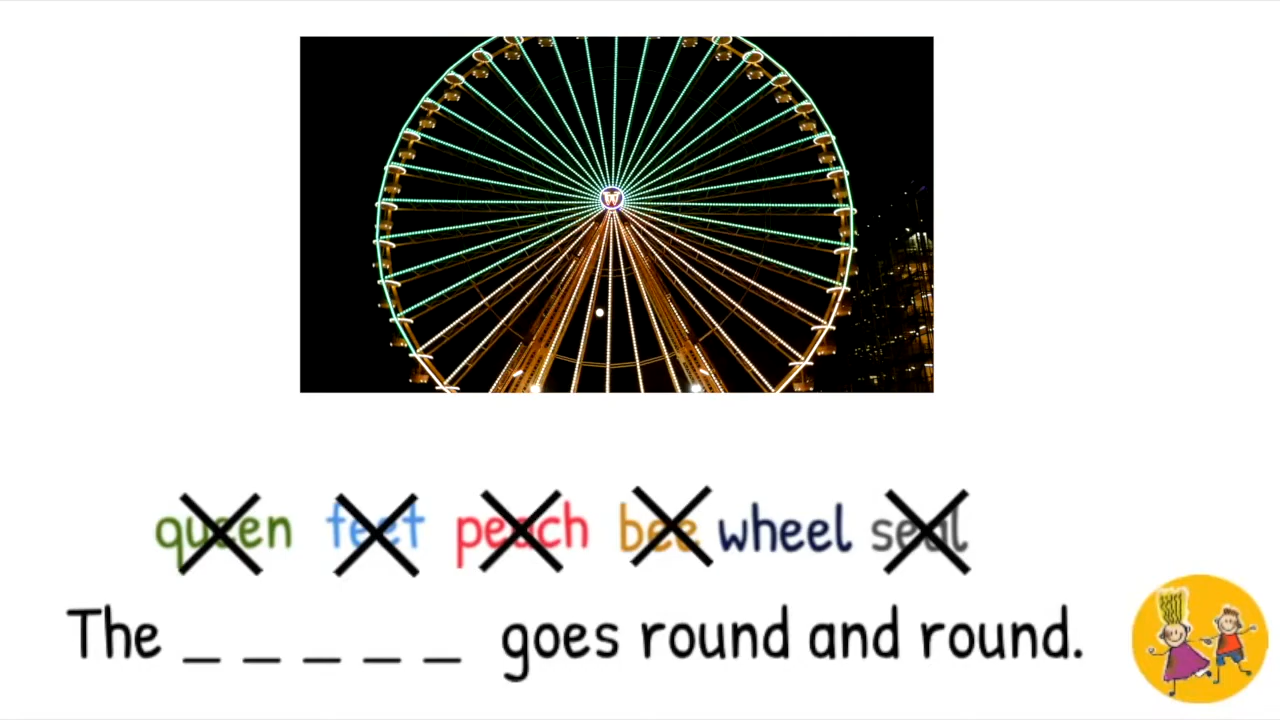 W
queen feet peach bee wheel seal
The _ _ _ _ _ goes round and round.